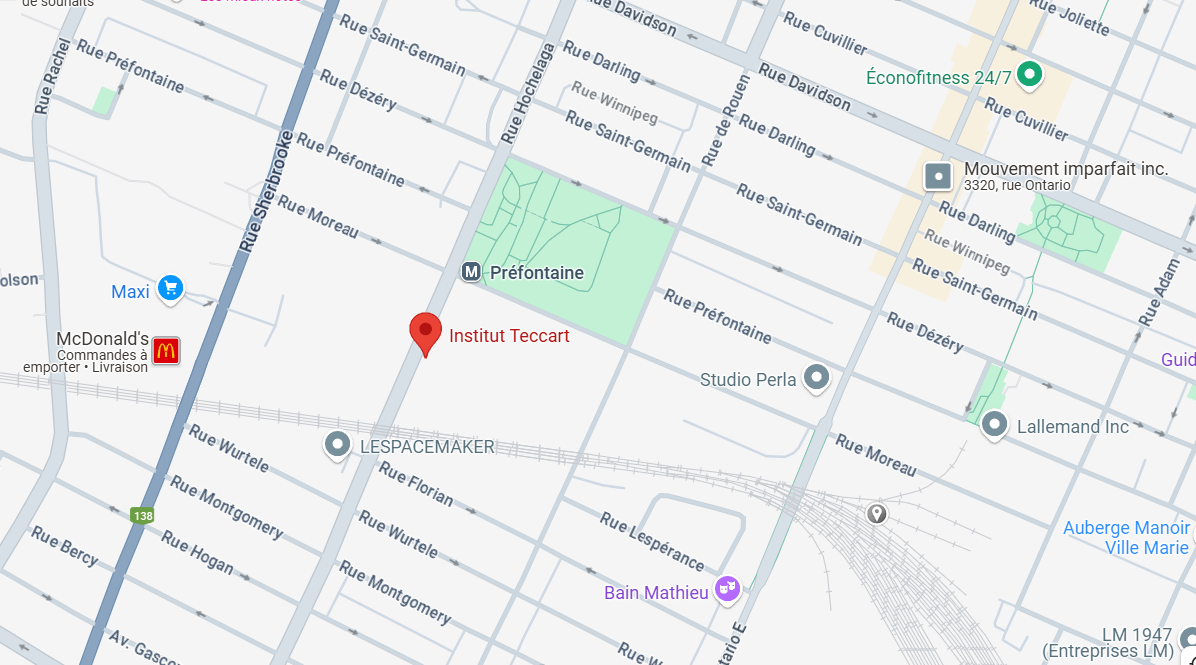 de souhaits
Les mieux notés
Rue Davidson
Rue Cuvillier
Rue Joliette
Rue Saint-Germain
Rue Rachel
Rue Préfontaine
Rue Hochelaga
Rue Darling
Rue Dézéry
Rue Winnipeg
Rue de Rouen
Rue Davidson
Éconofitness 24/7
Rue Cuvillier
Rue Sherbrooke
Rue Préfontaine
Rue Saint-Germain
Rue Darling
Mouvement imparfait inc.
3320, rue Ontario
Rue Moreau
Rue Saint-Germain
Rue Darling
Rue Winnipeg
Rue Saint-Germain
Rue Adam
olson
Maxi
M
Préfontaine
Rue Préfontaine
Rue Dézéry
McDonald's
Commandes à
emporter • Livraison
Institut Teccart
Guid
Studio Perla
Lallemand Inc
LESPACEMAKER
Rue Wurtele
Rue Florian
Rue Moreau
138
Rue Montgomery
Rue Wurtele
Rue Lespérance
Auberge Manoir
Ville Marie
Rue Bercy
Rue Hogan
Rue Montgomery
Bain Mathieu
Av. Gasco
Rue W
tario E
LM 1947
(Entreprises LM)